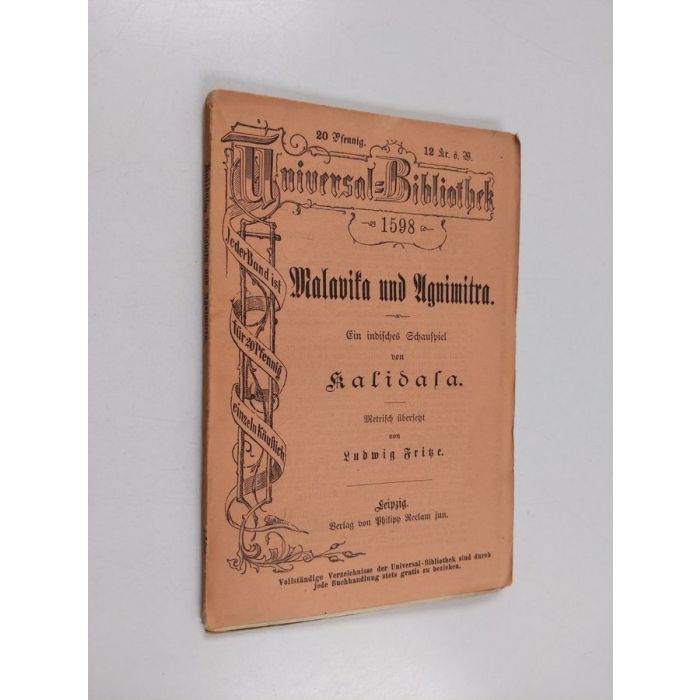 20 Pfennig. 12 Kr. ö. W.
Universal-Bibliothek
1598
Jeder Band ist
für 20 Pfennig
einzeln käuflich
Malavika und Agnimitra.
Ein indisches Schauspiel
von
Kalidasa.
Metrisch übersetzt
von
Ludwig Fritze.
Leipzig.
Verlag von Philipp Reclam jun.
Vollständige Verzeichnisse der Universal-Bibliothek sind durch
jede Buchhandlung stets gratis zu beziehen.